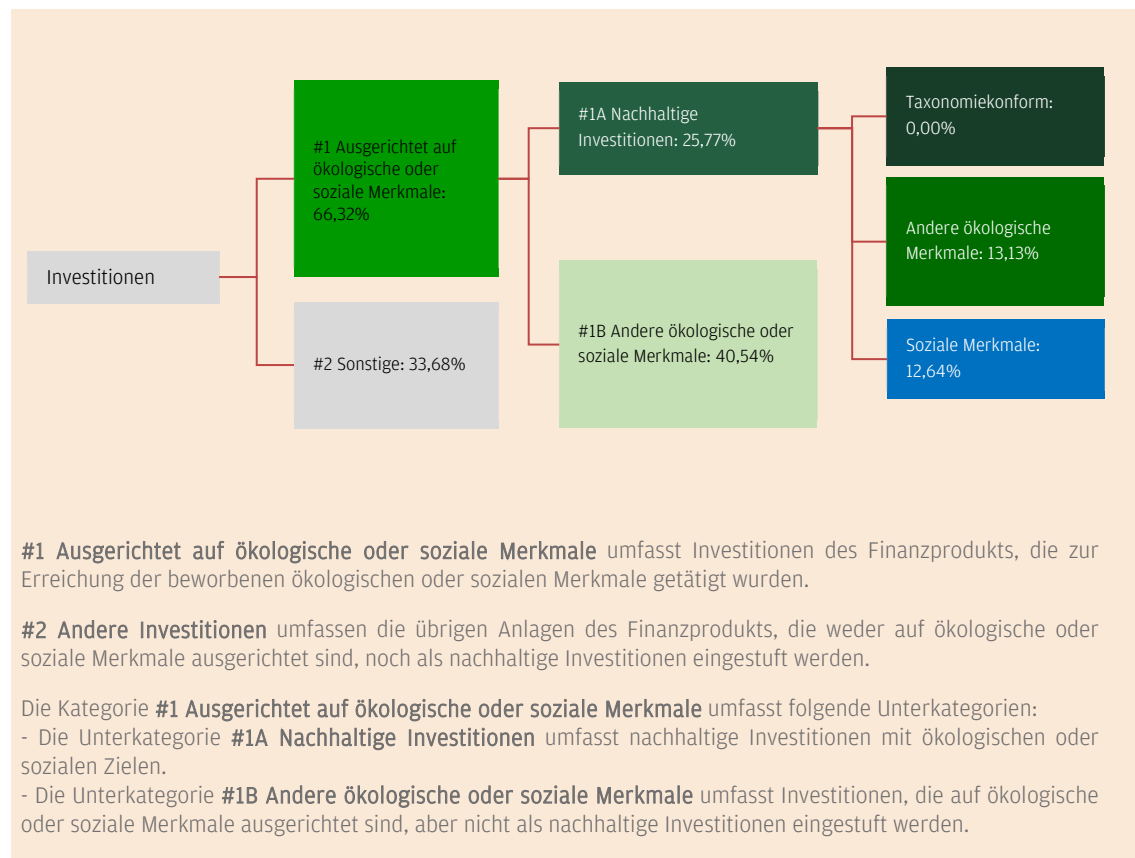 Investitionen
#1 Ausgerichtet auf
ökologische oder
soziale Merkmale:
66,32%
#2 Sonstige: 33,68%
#1A Nachhaltige
Investitionen: 25,77%
#1B Andere ökologische oder
soziale Merkmale: 40,54%
Taxonomiekonform:
0,00%
Andere ökologische
Merkmale: 13,13%
Soziale Merkmale:
12,64%
#1 Ausgerichtet auf ökologische oder soziale Merkmale umfasst Investitionen des Finanzprodukts, die zur
Erreichung der beworbenen ökologischen oder sozialen Merkmale getätigt wurden.
#2 Andere Investitionen umfassen die übrigen Anlagen des Finanzprodukts, die weder auf ökologische oder
soziale Merkmale ausgerichtet sind, noch als nachhaltige Investitionen eingestuft werden.
Die Kategorie #1 Ausgerichtet auf ökologische oder soziale Merkmale umfasst folgende Unterkategorien:
- Die Unterkategorie #1A Nachhaltige Investitionen umfasst nachhaltige Investitionen mit ökologischen oder
sozialen Zielen.
- Die Unterkategorie #1B Andere ökologische oder soziale Merkmale umfasst Investitionen, die auf ökologische
oder soziale Merkmale ausgerichtet sind, aber nicht als nachhaltige Investitionen eingestuft werden.